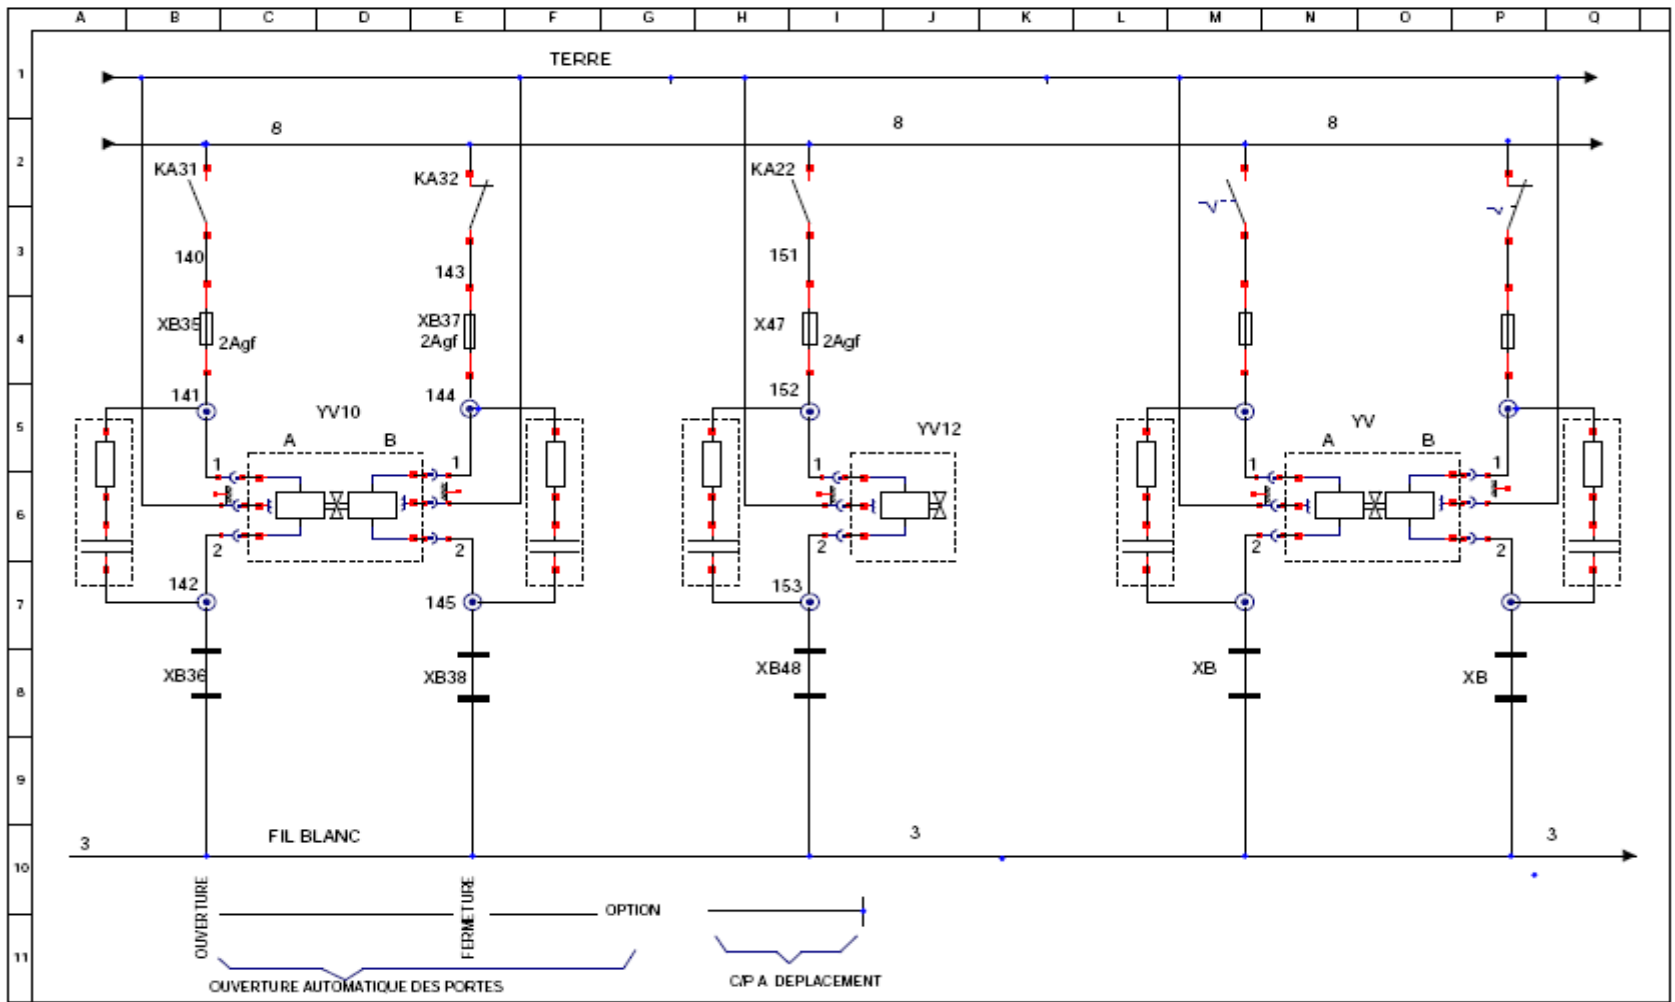 A B C D E F G H I J K L M N O P Q
1
TERRE
8 8 8
2
KA31 KA32 KA22
3
140 143 151
4
XB35 2Agf XB37 2Agf X47 2Agf
141 144 152
5
YV10 YV12 YV
A B A B
1 1 1 1 1
6
2 2 2 2 2
142 145 153
7
XB36 XB38 XB48 XB XB
8
9
3 FIL BLANC 3 3
10
OUVERTURE FERMETURE OPTION
11
OUVERTURE AUTOMATIQUE DES PORTES C/P A DEPLACEMENT